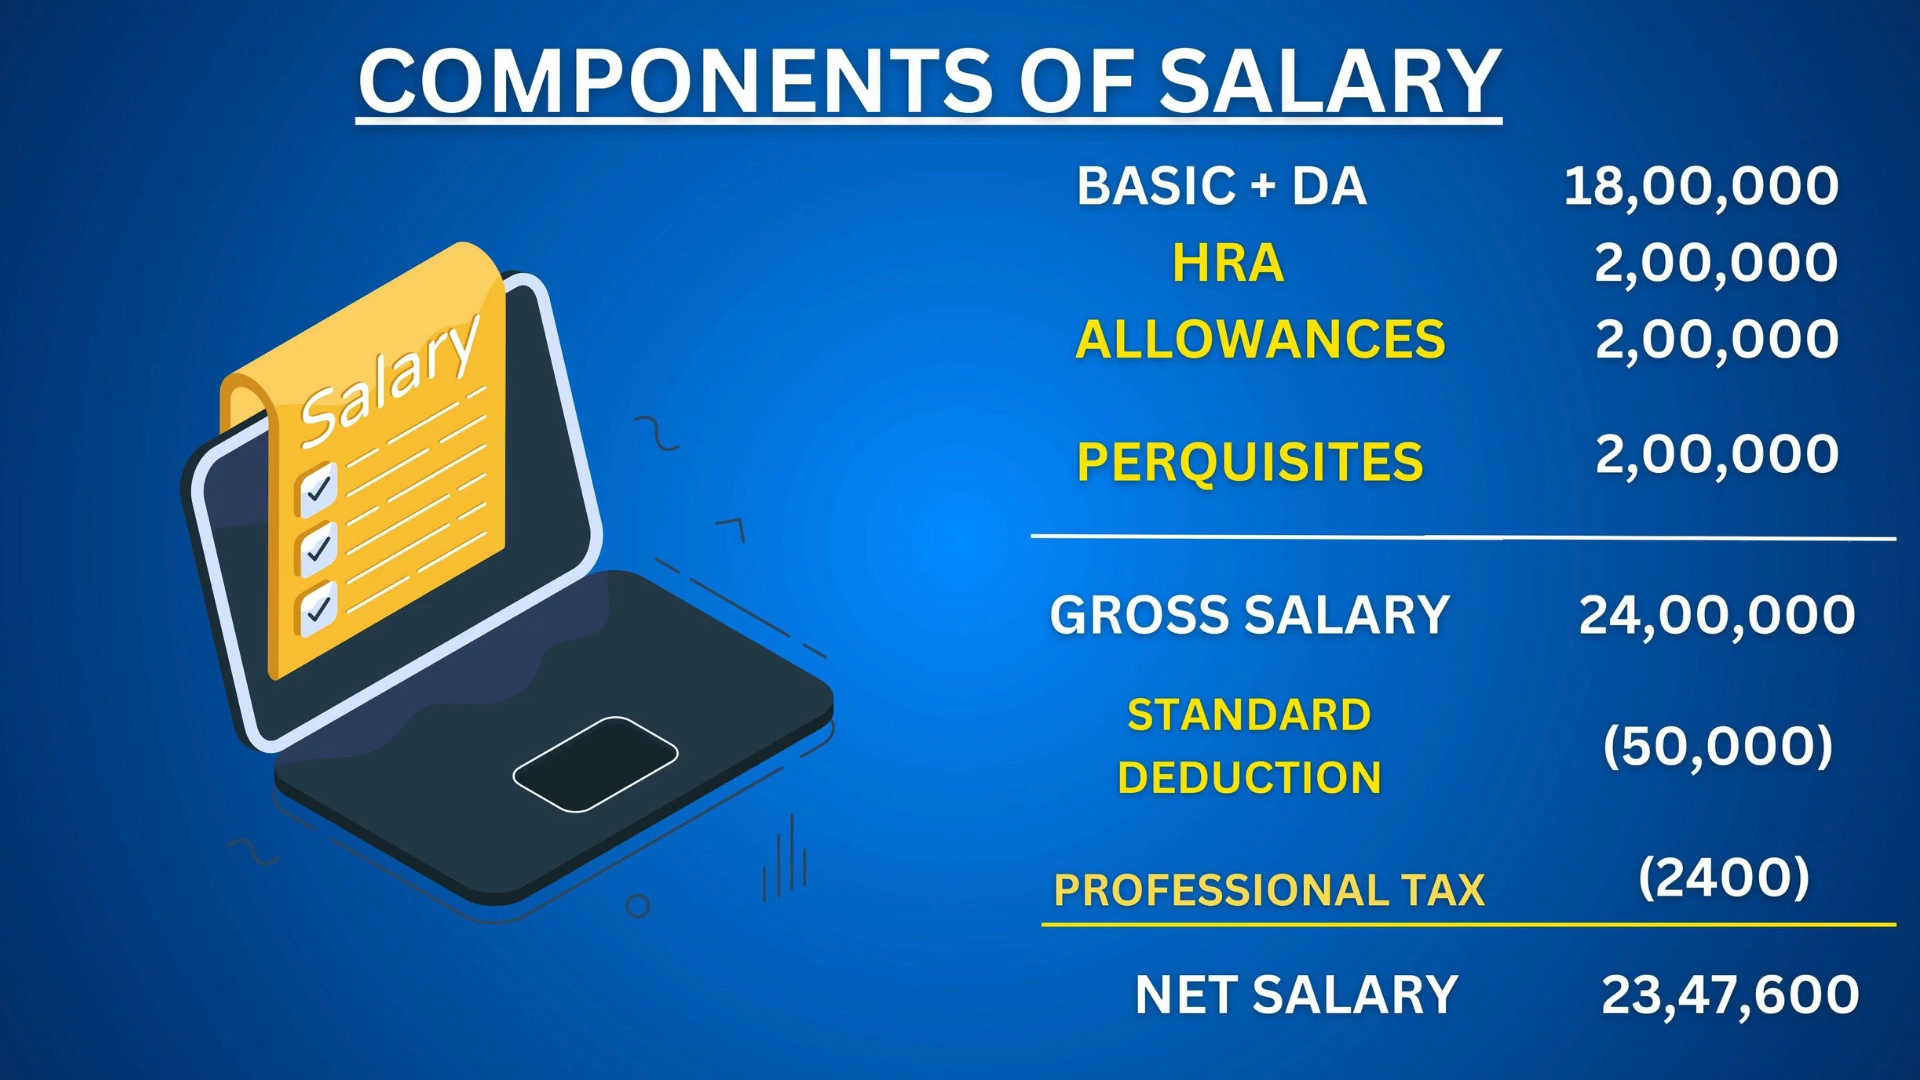 COMPONENTS OF SALARY
BASIC + DA 18,00,000
HRA 2,00,000
ALLOWANCES 2,00,000
PERQUISITES 2,00,000
Salary
GROSS SALARY 24,00,000
STANDARD
DEDUCTION (50,000)
PROFESSIONAL TAX (2400)
NET SALARY 23,47,600